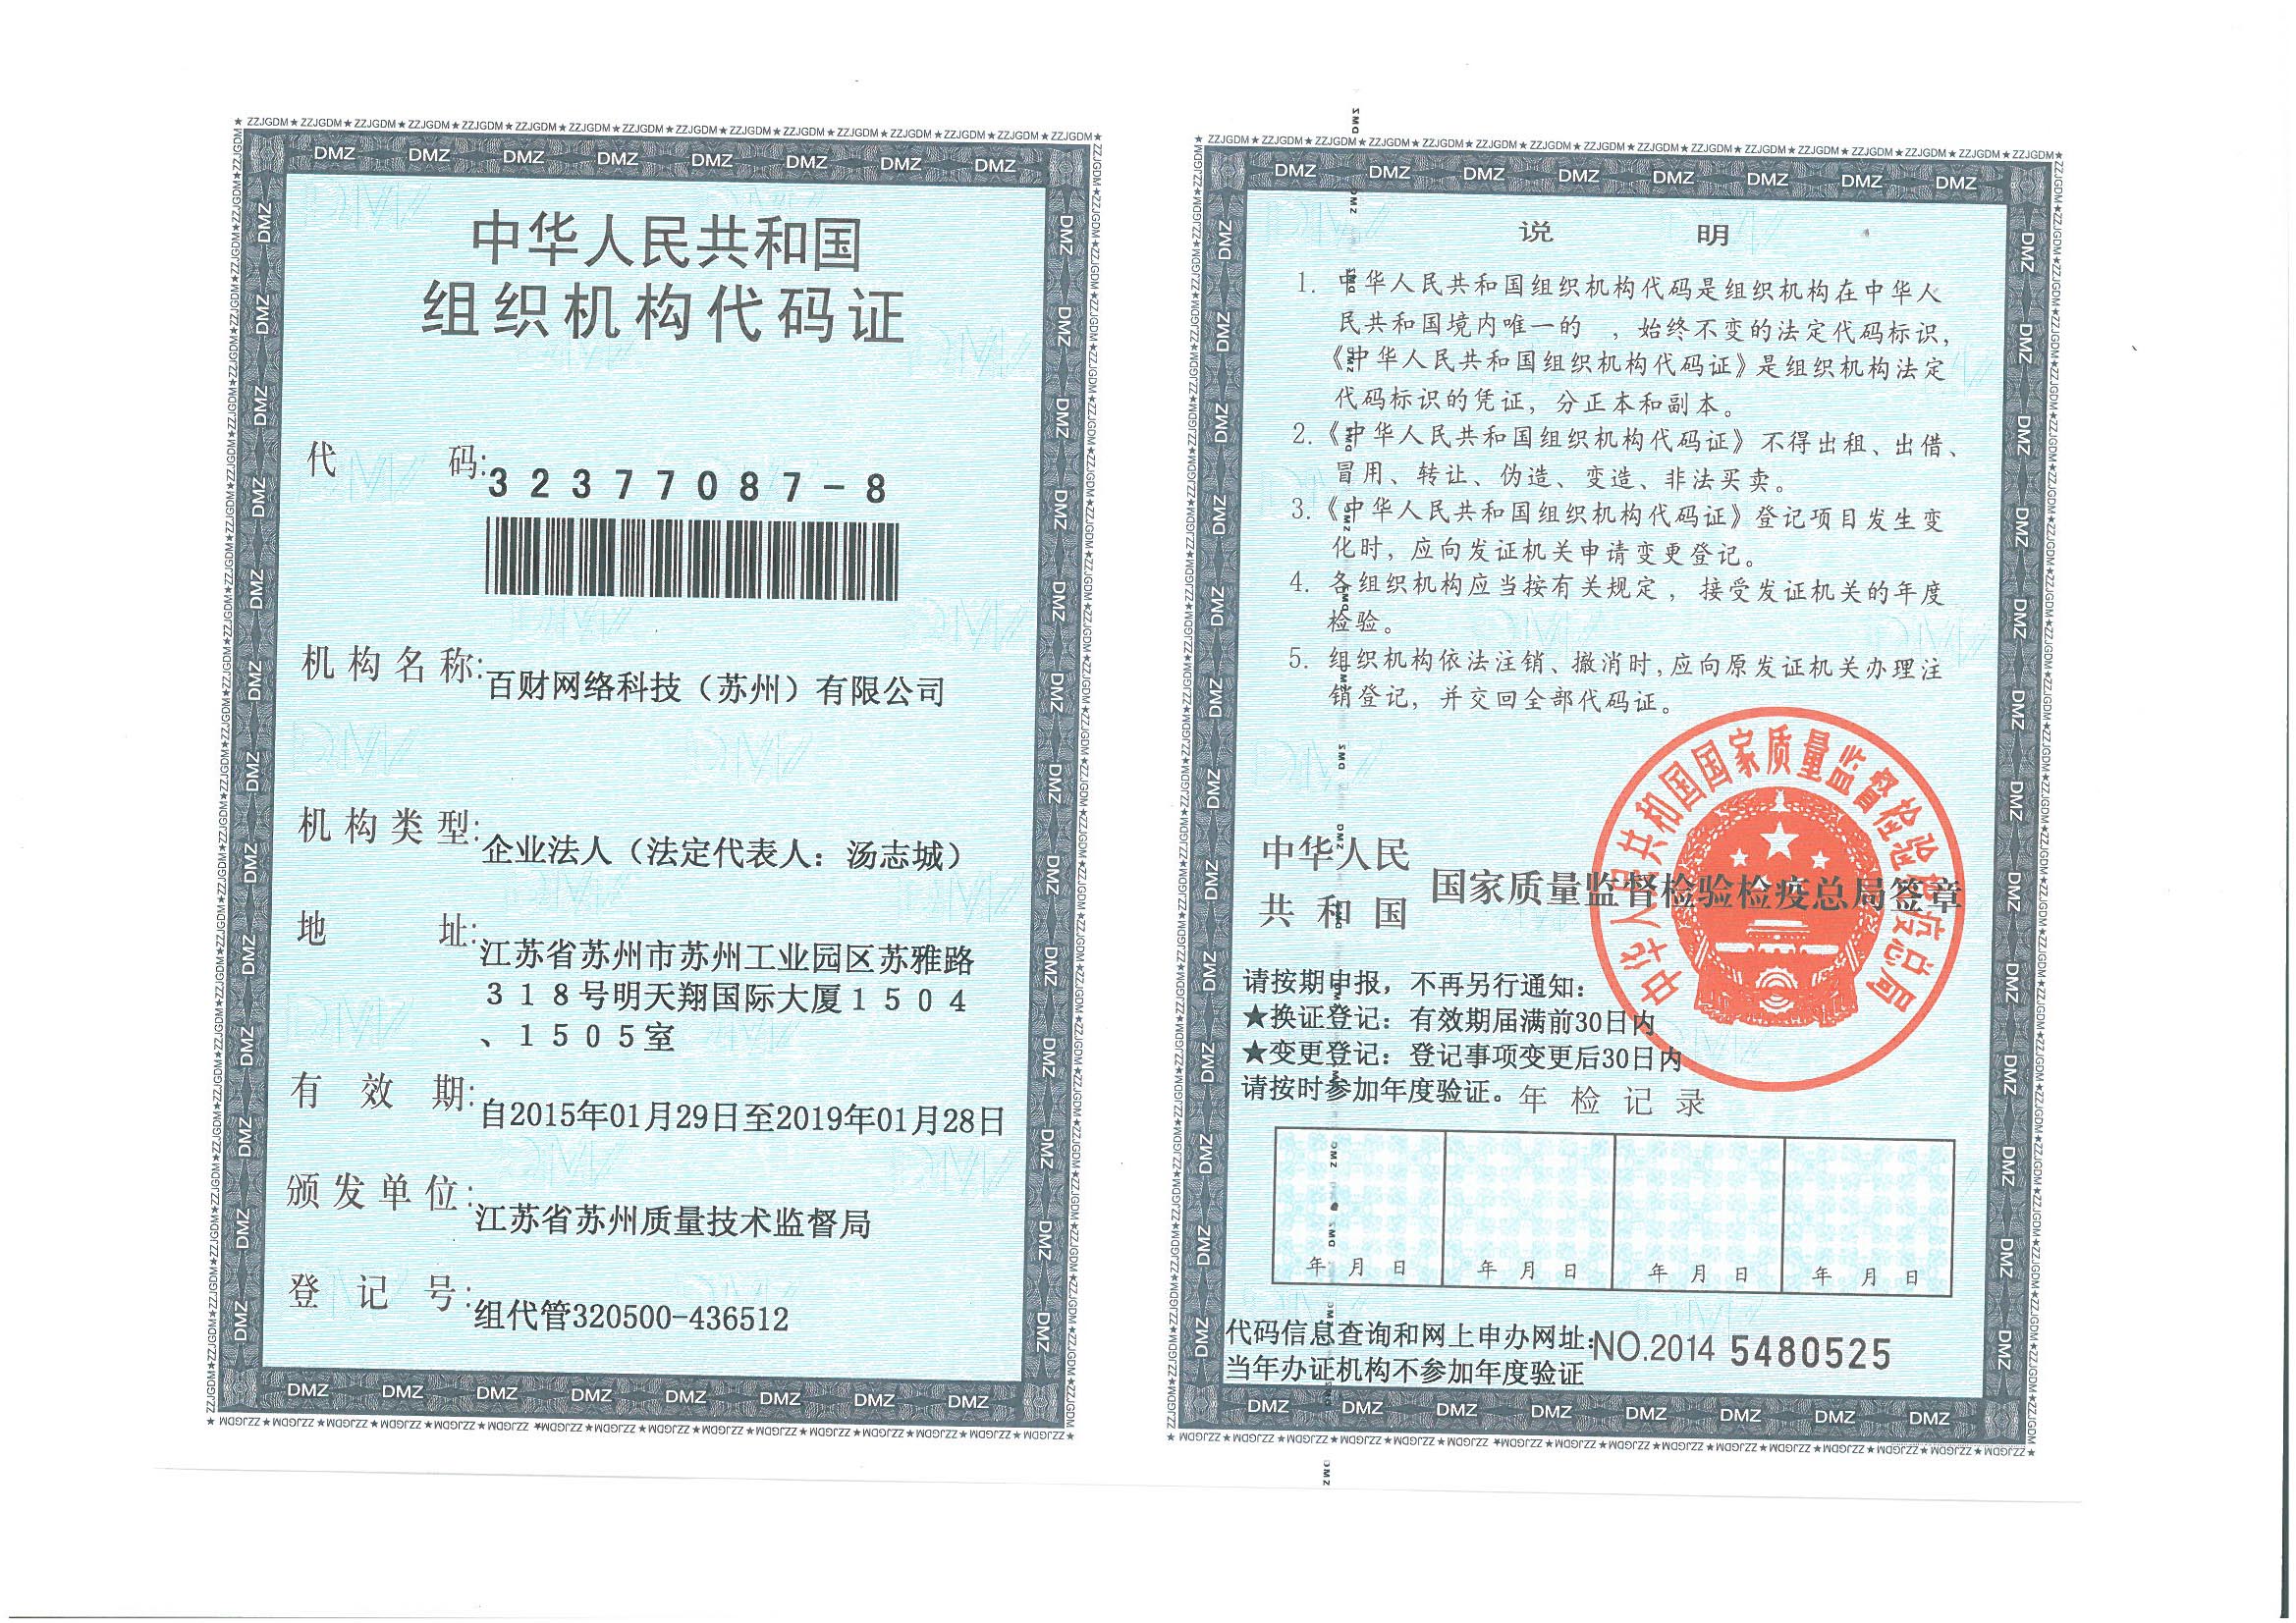 中华人民共和国
组织机构代码证
代 码:32377087-8
机构名称:百财网络科技（苏州）有限公司
机构类型:企业法人（法定代表人：汤志城）
地 址:江苏省苏州市苏州工业园区苏雅路
318号明天翔国际大厦1504
、1505室
有 效 期:自2015年01月29日至2019年01月28日
颁发单位:江苏省苏州质量技术监督局
登 记 号:组代管320500-436512
说 明
1. 中华人民共和国组织机构代码是组织机构在中华人
民共和国境内唯一的 ，始终不变的法定代码标识，
《中华人民共和国组织机构代码证》是组织机构法定
代码标识的凭证，分正本和副本。
2.《中华人民共和国组织机构代码证》不得出租、出借、
冒用、转让、伪造、变造、非法买卖。
3.《中华人民共和国组织机构代码证》登记项目发生变
化时，应向发证机关申请变更登记。
4. 各组织机构应当按有关规定，接受发证机关的年度
检验。
5. 组织机构依法注销、撤消时,应向原发证机关办理注
销登记，并交回全部代码证。
中华人民共和国国家质量监督检验检疫总局
中华人民
共和国 国家质量监督检验检疫总局签章
请按期申报，不再另行通知：
★换证登记：有效期届满前30日内
★变更登记：登记事项变更后30日内
请按时参加年度验证。年检记录
年 月 日 年 月 日 年 月 日 年 月 日
代码信息查询和网上申办网址:NO.2014 5480525
当年办证机构不参加年度验证